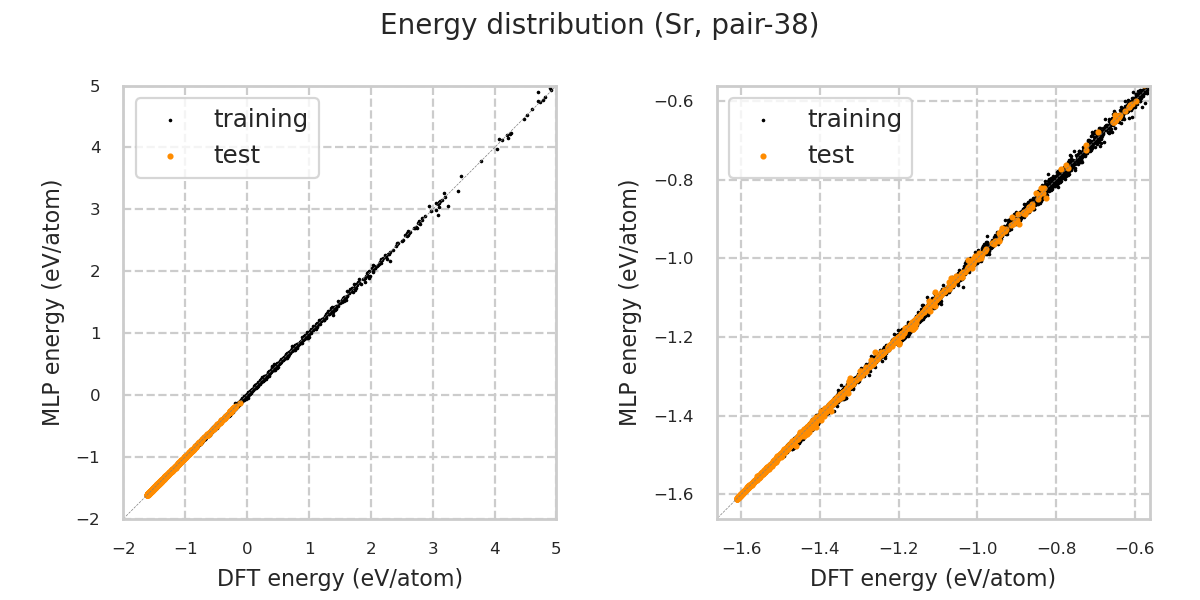 Energy distribution (Sr, pair-38)
training
test
MLP energy (eV/atom)
5
4
3
2
1
0
−1
−2
−2 −1 0 1 2 3 4 5
DFT energy (eV/atom)
training
test
MLP energy (eV/atom)
−0.6
−0.8
−1.0
−1.2
−1.4
−1.6
−1.6 −1.4 −1.2 −1.0 −0.8 −0.6
DFT energy (eV/atom)